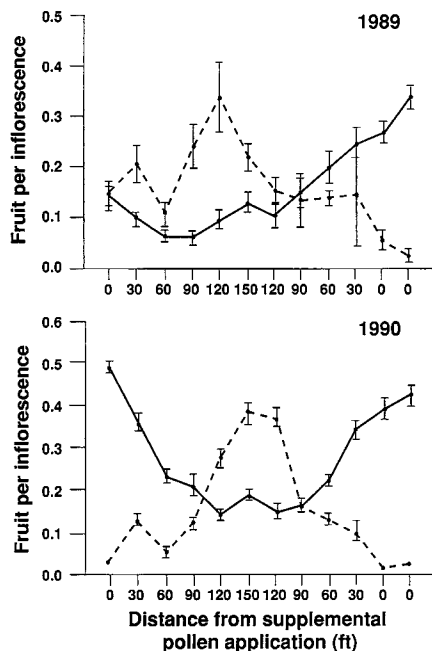 1989
Fruit per inflorescence
0.5
0.4
0.3
0.2
0.1
0.0
0 30 60 90 120 150 120 90 60 30 0 0
1990
Fruit per inflorescence
0.6
0.5
0.4
0.3
0.2
0.1
0.0
0 30 60 90 120 150 120 90 60 30 0 0
Distance from supplemental
pollen application (ft)